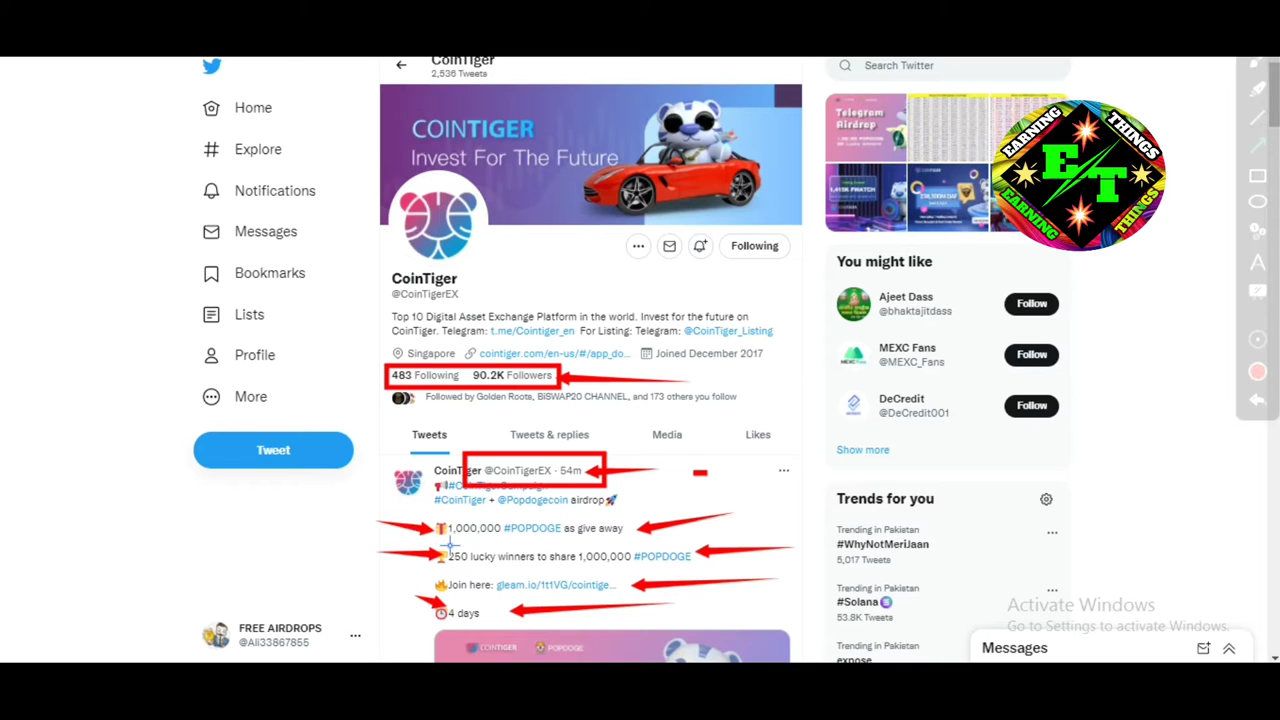 CoinTiger
2,536 Tweets
Search Twitter
Home
Explore
Notifications
Messages
Bookmarks
Lists
Profile
More
Tweet
FREE AIRDROPS
@Ali33867855
COINTIGER
Invest For The Future
Following
CoinTiger
@CoinTigerEX
Top 10 Digital Asset Exchange Platform in the world. Invest for the future on
CoinTiger. Telegram: t.me/Cointiger_en For Listing: Telegram: @CoinTiger_Listing
Singapore cointiger.com/en-us/#/app_do... Joined December 2017
483 Following 90.2K Followers
Followed by Golden Roots, BiSWAP20 CHANNEL, and 173 others you follow
Tweets Tweets & replies Media Likes
CoinTiger @CoinTigerEX · 54m
#CoinTigerCampaign
#CoinTiger + @Popdogecoin airdrop🚀
🎁1,000,000 #POPDOGE as give away
🏆250 lucky winners to share 1,000,000 #POPDOGE
🔥Join here: gleam.io/1t1VG/cointige...
⏰4 days
COINTIGER POPDOGE
Telegram
Airdrop
EARNING THINGS
ET
EARNING THINGS
You might like
Ajeet Dass
@bhaktajitdass
Follow
MEXC Fans
@MEXC_Fans
Follow
DeCredit
@DeCredit001
Follow
Show more
Trends for you
Trending in Pakistan
#WhyNotMeriJaan
5,017 Tweets
Trending in Pakistan
#Solana
53.8K Tweets
Trending in Pakistan
expose
Activate Windows
Go to Settings to activate Windows.
Messages